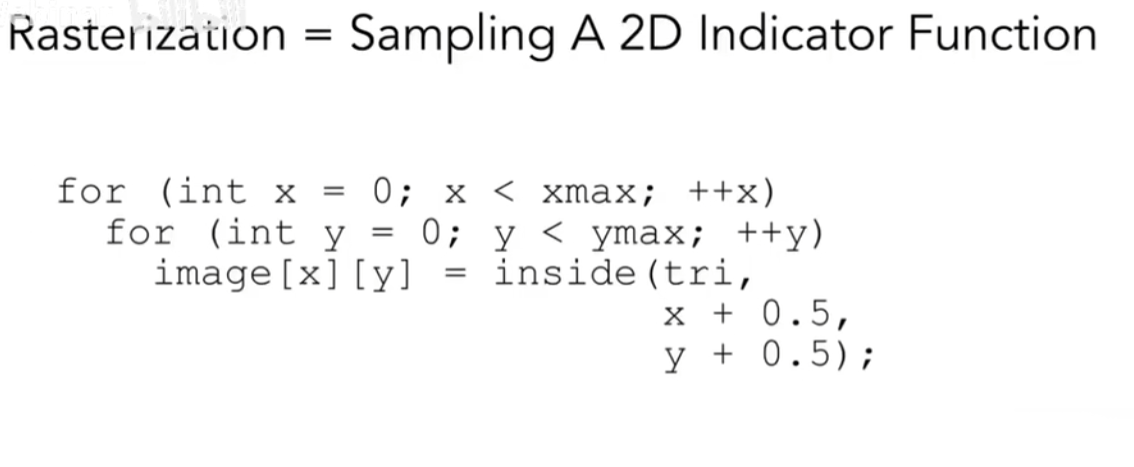 Rasterization = Sampling A 2D Indicator Function
for (int x = 0; x < xmax; ++x)
for (int y = 0; y < ymax; ++y)
image[x][y] = inside(tri,
x + 0.5,
y + 0.5);